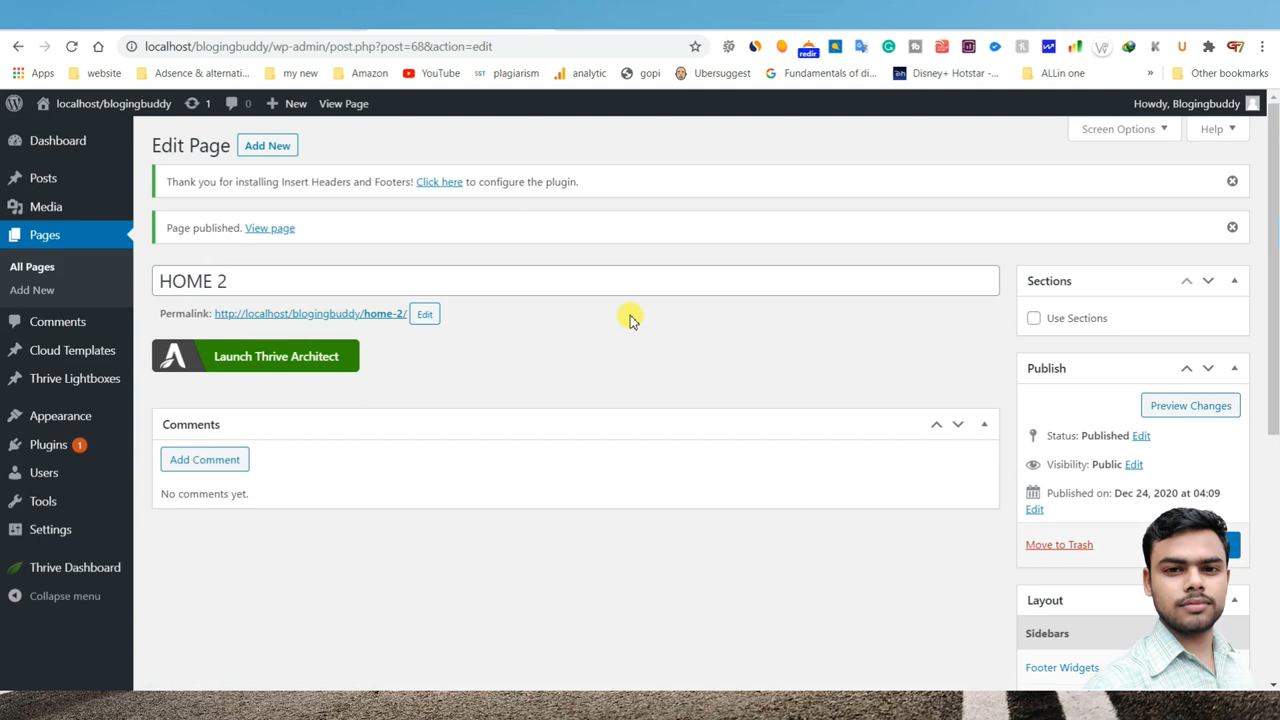 localhost/blogingbuddy/wp-admin/post.php?post=68&action=edit
redir
Apps
website
Adsence & alternati...
my new
Amazon
YouTube
SST plagiarism
analytic
gopi
Ubersuggest
Fundamentals of di...
Disney+ Hotstar -...
ALLin one
»
Other bookmarks
localhost/blogingbuddy
1
0
New
View Page
Howdy, Blogingbuddy
Dashboard
Posts
Media
Pages
All Pages
Add New
Comments
Cloud Templates
Thrive Lightboxes
Appearance
Plugins 1
Users
Tools
Settings
Thrive Dashboard
Collapse menu
Edit Page
Add New
Screen Options
Help
Thank you for installing Insert Headers and Footers! Click here to configure the plugin.
Page published. View page
HOME 2
Permalink: http://localhost/blogingbuddy/home-2/ Edit
Launch Thrive Architect
Comments
Add Comment
No comments yet.
Sections
Use Sections
Publish
Preview Changes
Status: Published Edit
Visibility: Public Edit
Published on: Dec 24, 2020 at 04:09
Edit
Move to Trash
Layout
Sidebars
Footer Widgets